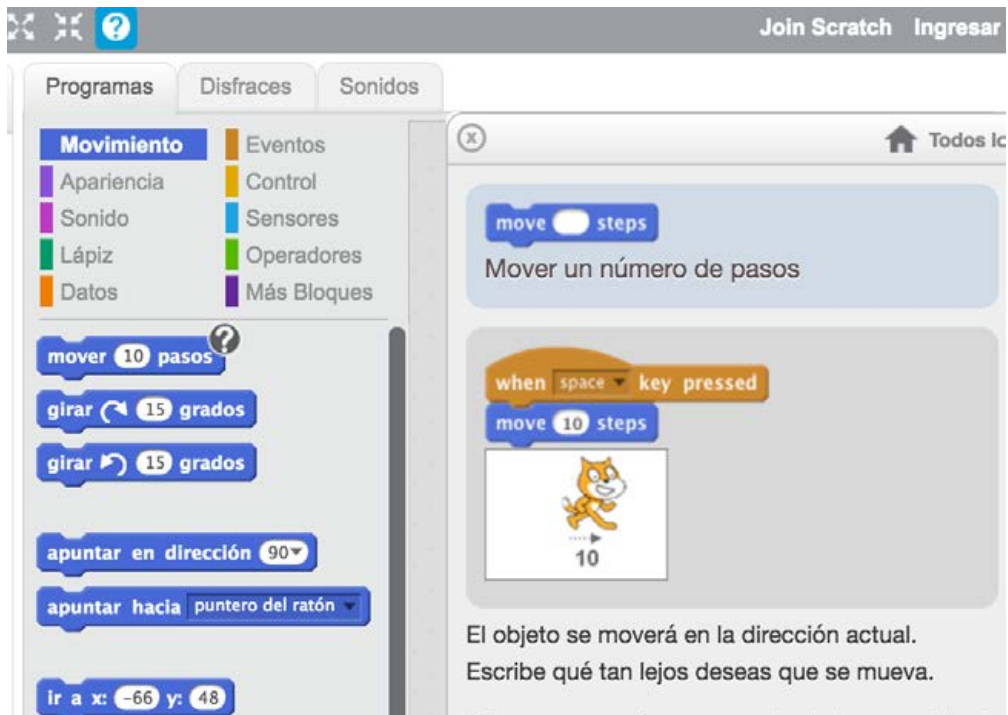 Join Scratch Ingresar
Programas Disfraces Sonidos
Movimiento Eventos
Apariencia Control
Sonido Sensores
Lápiz Operadores
Datos Más Bloques
mover 10 pasos
girar 15 grados
girar 15 grados
apuntar en dirección 90
apuntar hacia puntero del ratón
ir a x: -66 y: 48
Todos
move steps
Mover un número de pasos
when space key pressed
move 10 steps
10
El objeto se moverá en la dirección actual.
Escribe qué tan lejos deseas que se mueva.